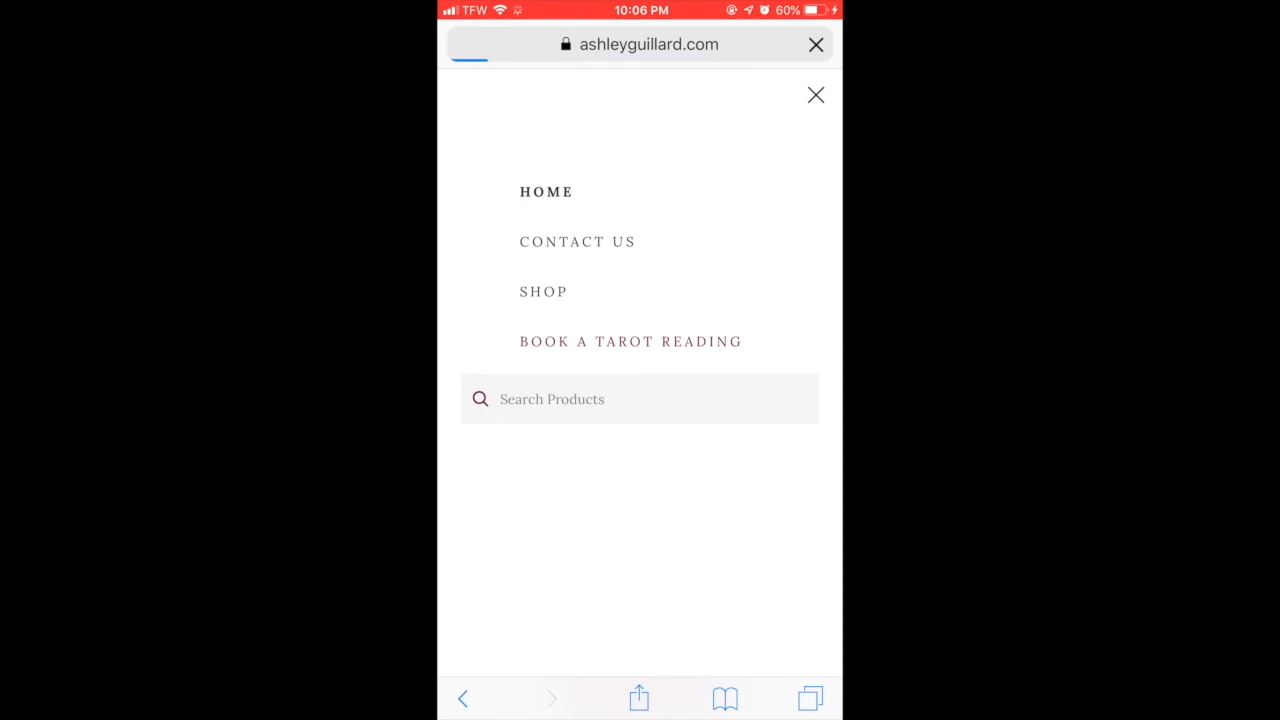 TFW 10:06 PM 60%
ashleyguillard.com
HOME
CONTACT US
SHOP
BOOK A TAROT READING
Search Products